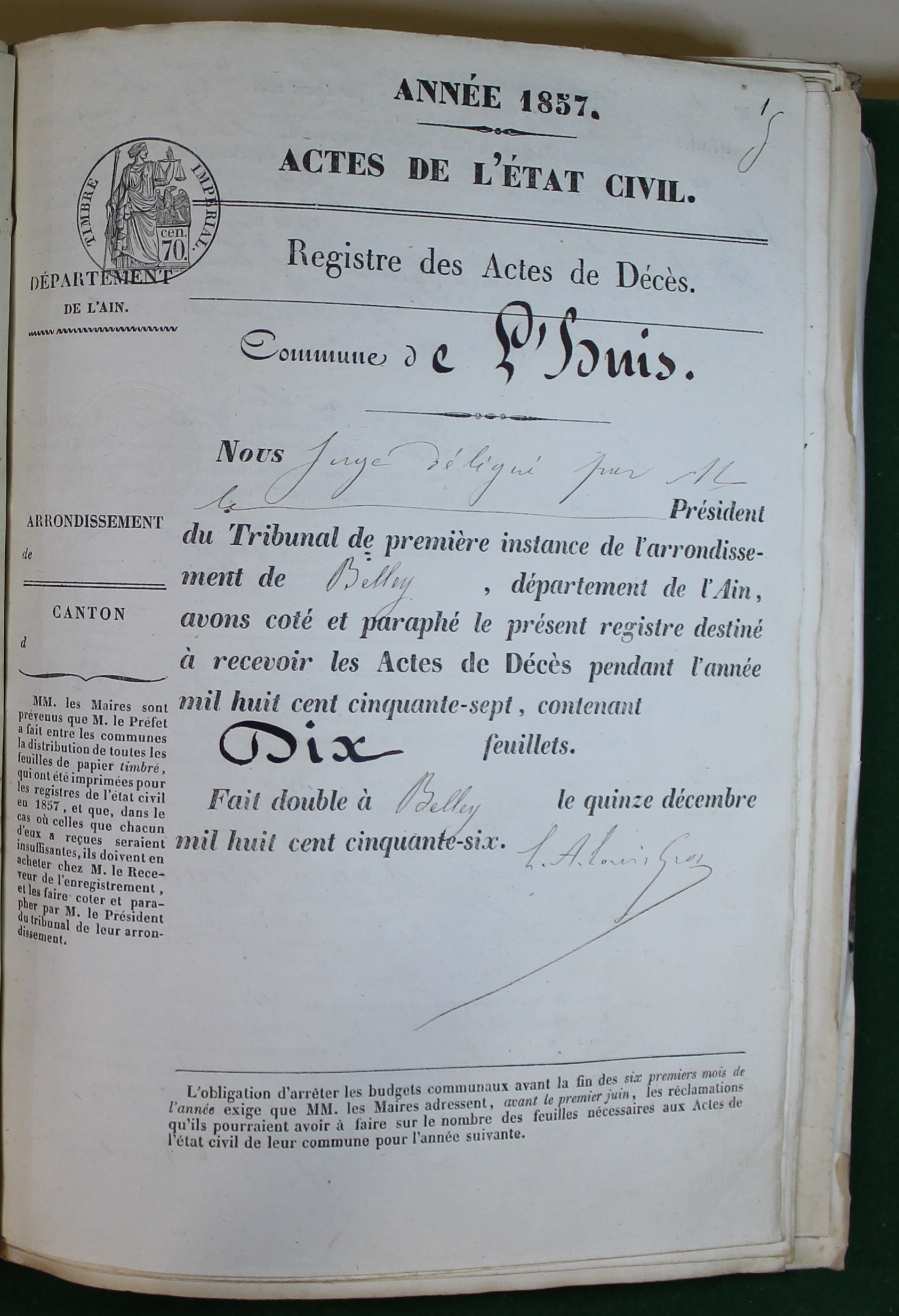 ANNÉE 1857.
1
ACTES DE L'ÉTAT CIVIL.
TIMBRE IMPÉRIAL.
cen.
70.
Registre des Actes de Décès.
DÉPARTEMENT
DE L'AIN.
Commune de L'huis.
Nous Juge délégué par M
le Président
ARRONDISSEMENT
de
du Tribunal de première instance de l'arrondisse-
ment de Belley, département de l'Ain,
CANTON
d
avons coté et paraphé le présent registre destiné
à recevoir les Actes de Décès pendant l'année
mil huit cent cinquante-sept, contenant
Dix feuillets.
Fait double à Belley le quinze décembre
mil huit cent cinquante-six.
MM. les Maires sont
prévenus que M. le Préfet
a fait entre les communes
la distribution de toutes les
feuilles de papier timbré,
qui ont été imprimées pour
les registres de l'état civil
en 1857, et que, dans le
cas où celles que chacun
d'eux a reçues seraient
insuffisantes, ils doivent en
acheter chez M. le Rece-
veur de l'enregistrement,
et les faire coter et para-
pher par M. le Président
du tribunal de leur arron-
dissement.
L'obligation d'arrêter les budgets communaux avant la fin des six premiers mois de
l'année exige que MM. les Maires adressent, avant le premier juin, les réclamations
qu'ils pourraient avoir à faire sur le nombre des feuilles nécessaires aux Actes de
l'état civil de leur commune pour l'année suivante.